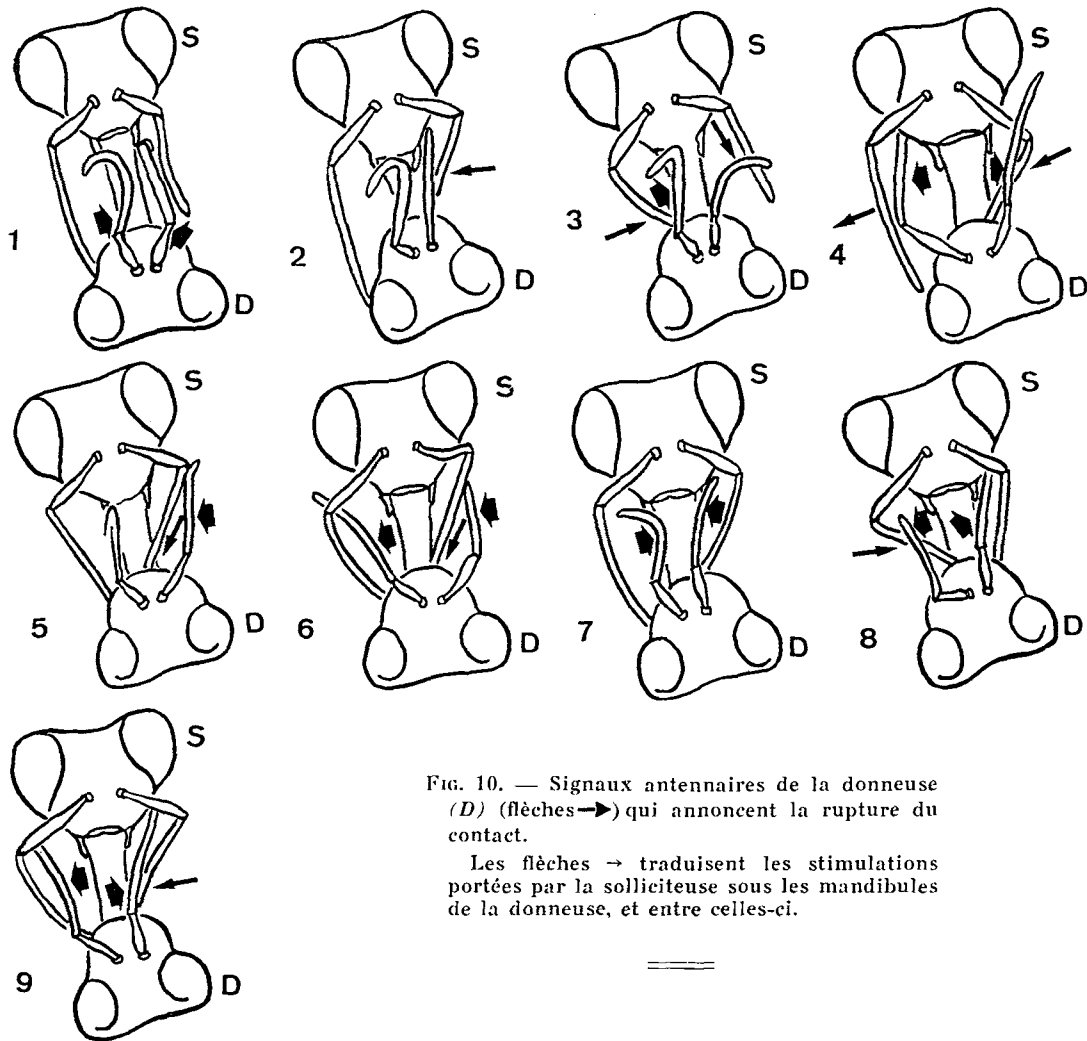 S
S
S
S
1
2
3
4
D
D
D
D
S
S
S
S
5
6
7
8
D
D
D
D
S
9
D
FIG. 10. — Signaux antennaires de la donneuse
(D) (flèches➔) qui annoncent la rupture du
contact.
Les flèches → traduisent les stimulations
portées par la solliciteuse sous les mandibules
de la donneuse, et entre celles-ci.